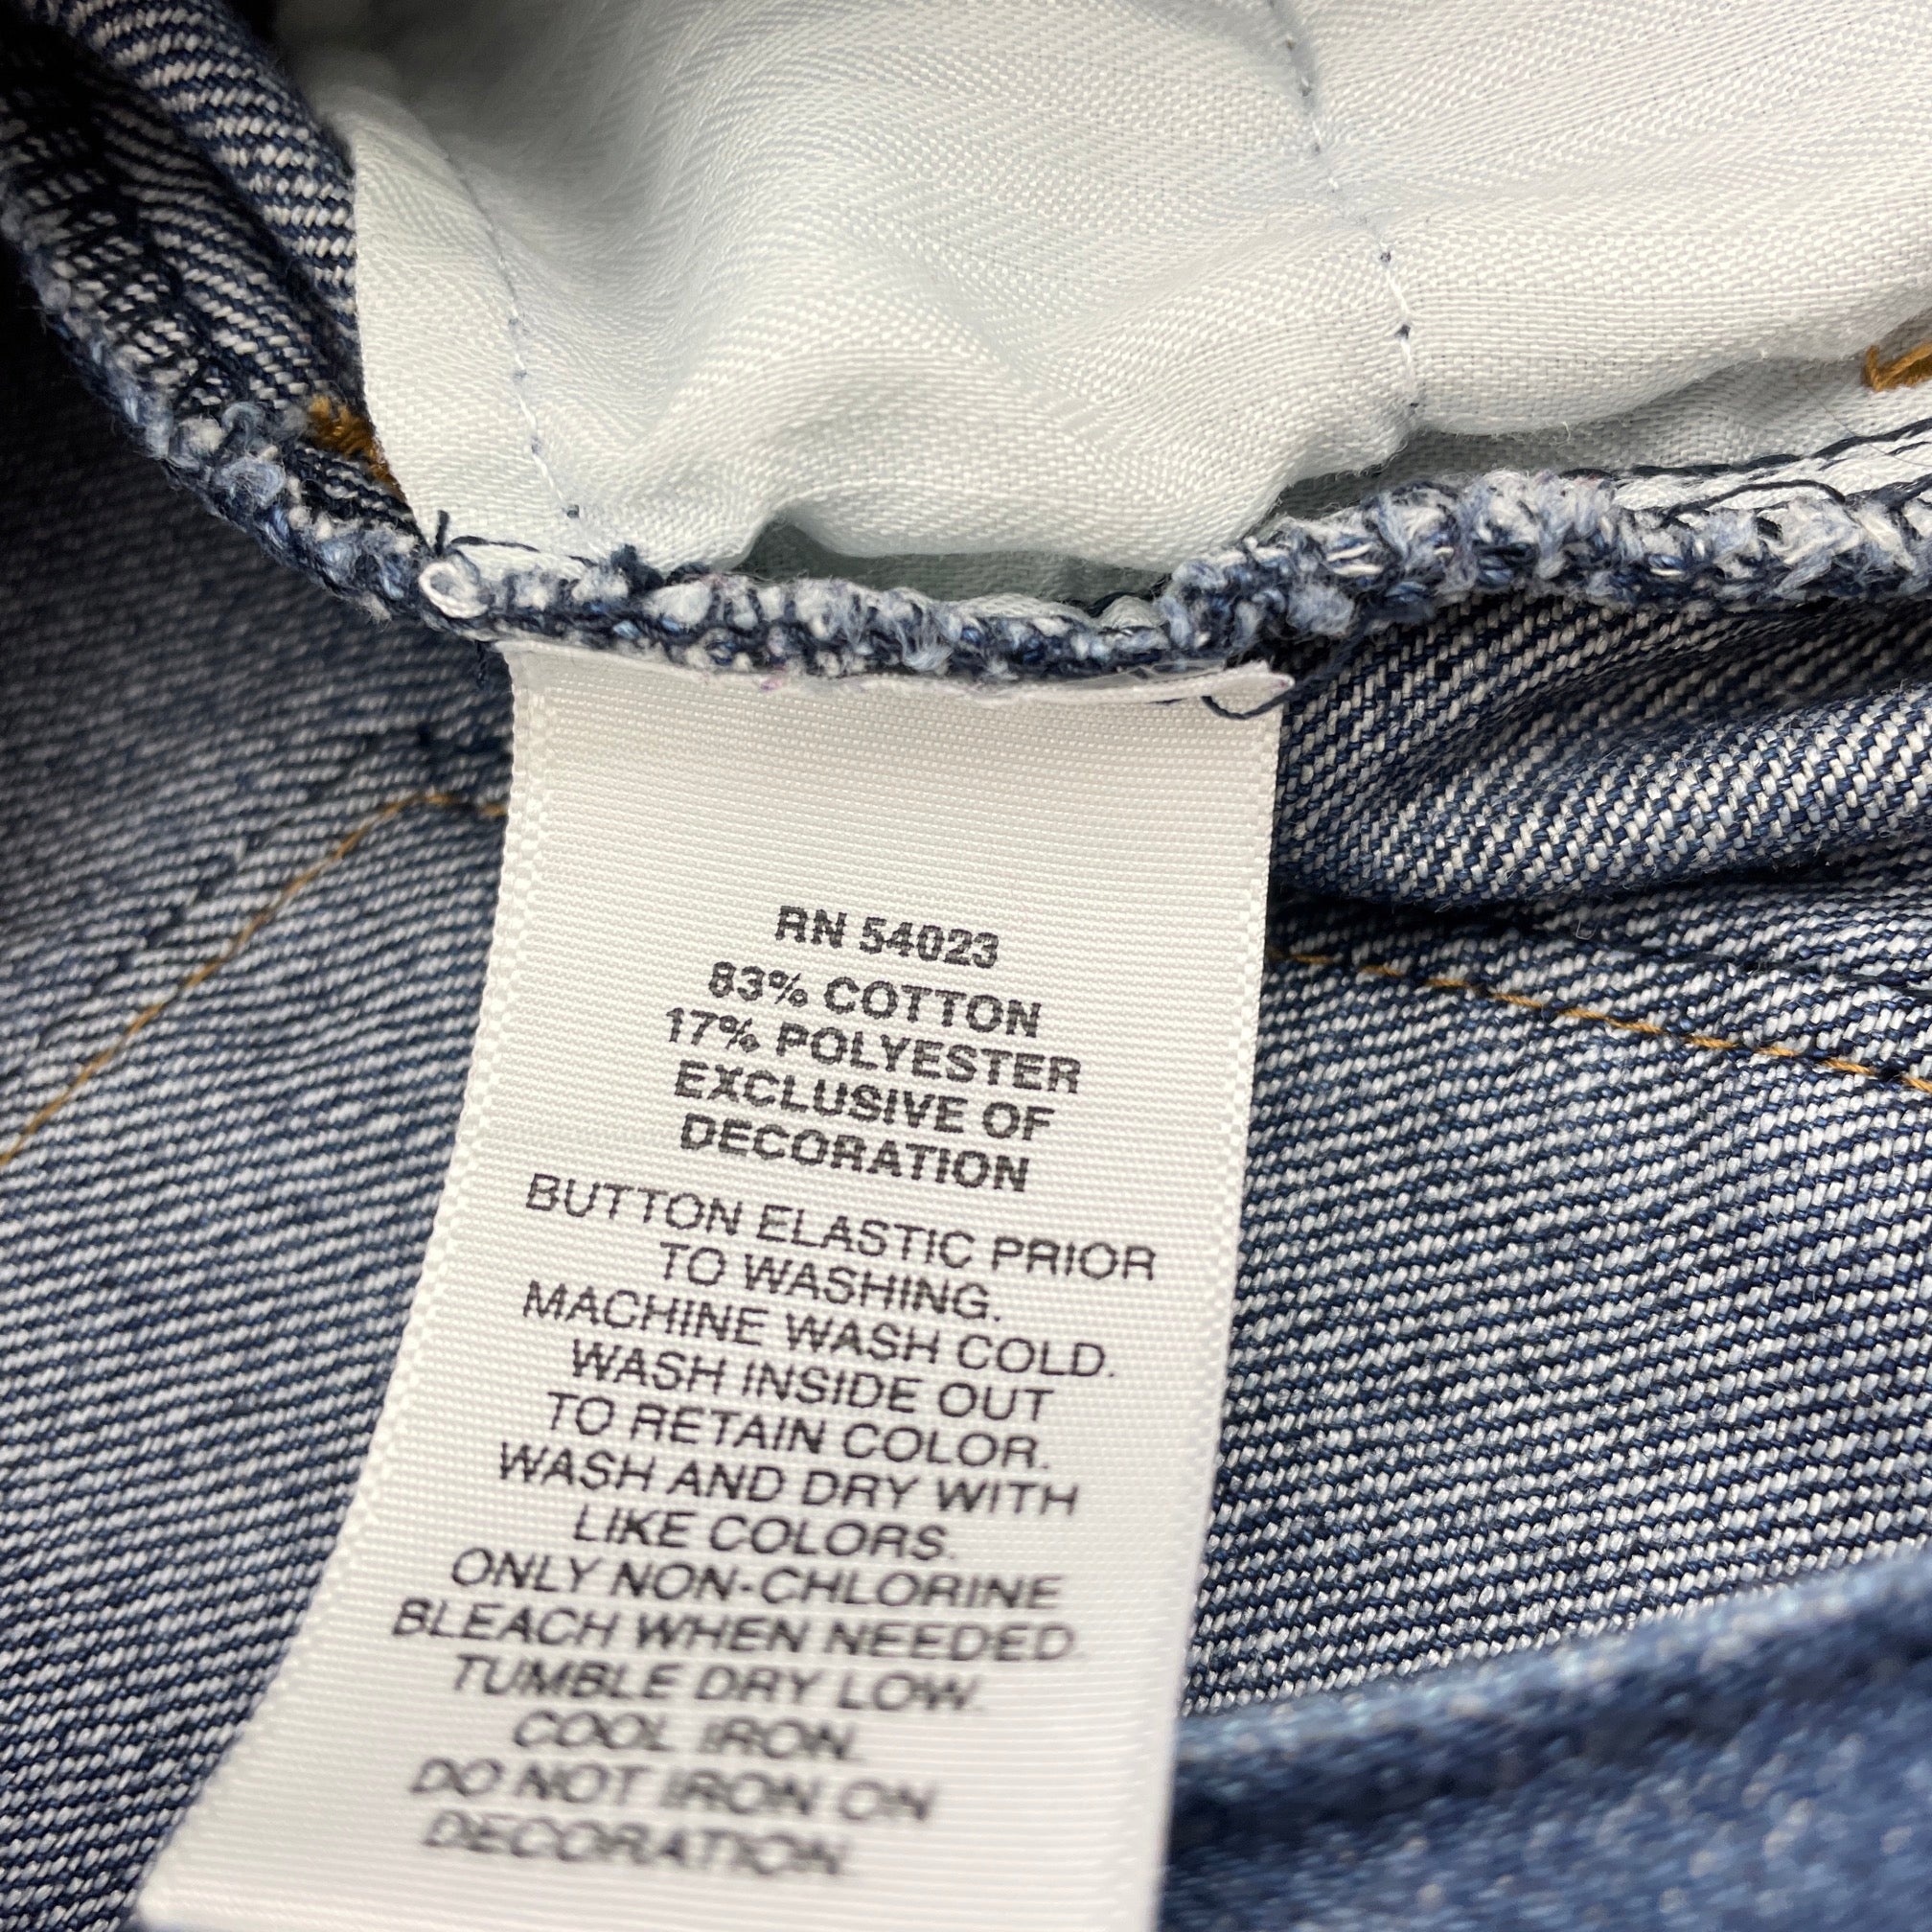 RN 54023
83% COTTON
17% POLYESTER
EXCLUSIVE OF
DECORATION
BUTTON ELASTIC PRIOR
TO WASHING.
MACHINE WASH COLD.
WASH INSIDE OUT
TO RETAIN COLOR.
WASH AND DRY WITH
LIKE COLORS.
ONLY NON-CHLORINE
BLEACH WHEN NEEDED.
TUMBLE DRY LOW.
COOL IRON.
DO NOT IRON ON
DECORATION.